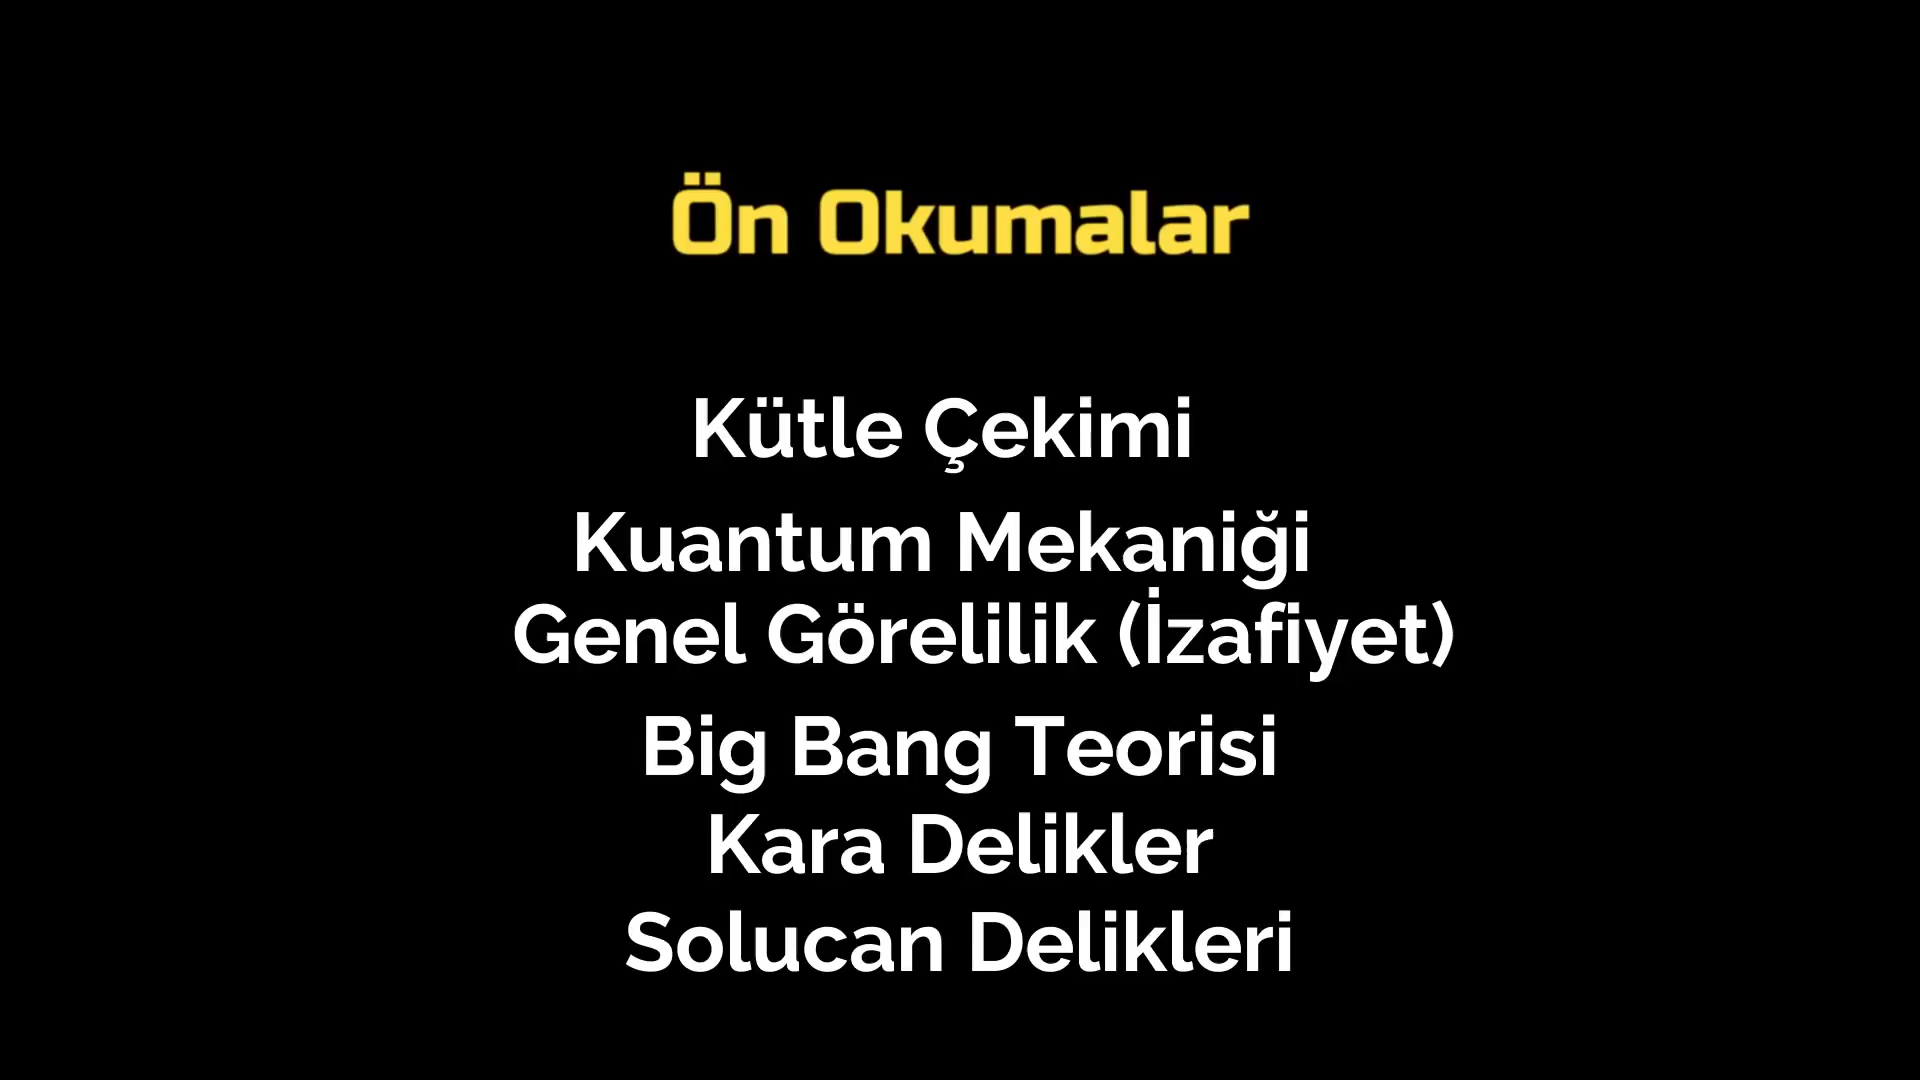 Ön Okumalar
Kütle Çekimi
Kuantum Mekaniği
Genel Görelilik (İzafiyet)
Big Bang Teorisi
Kara Delikler
Solucan Delikleri